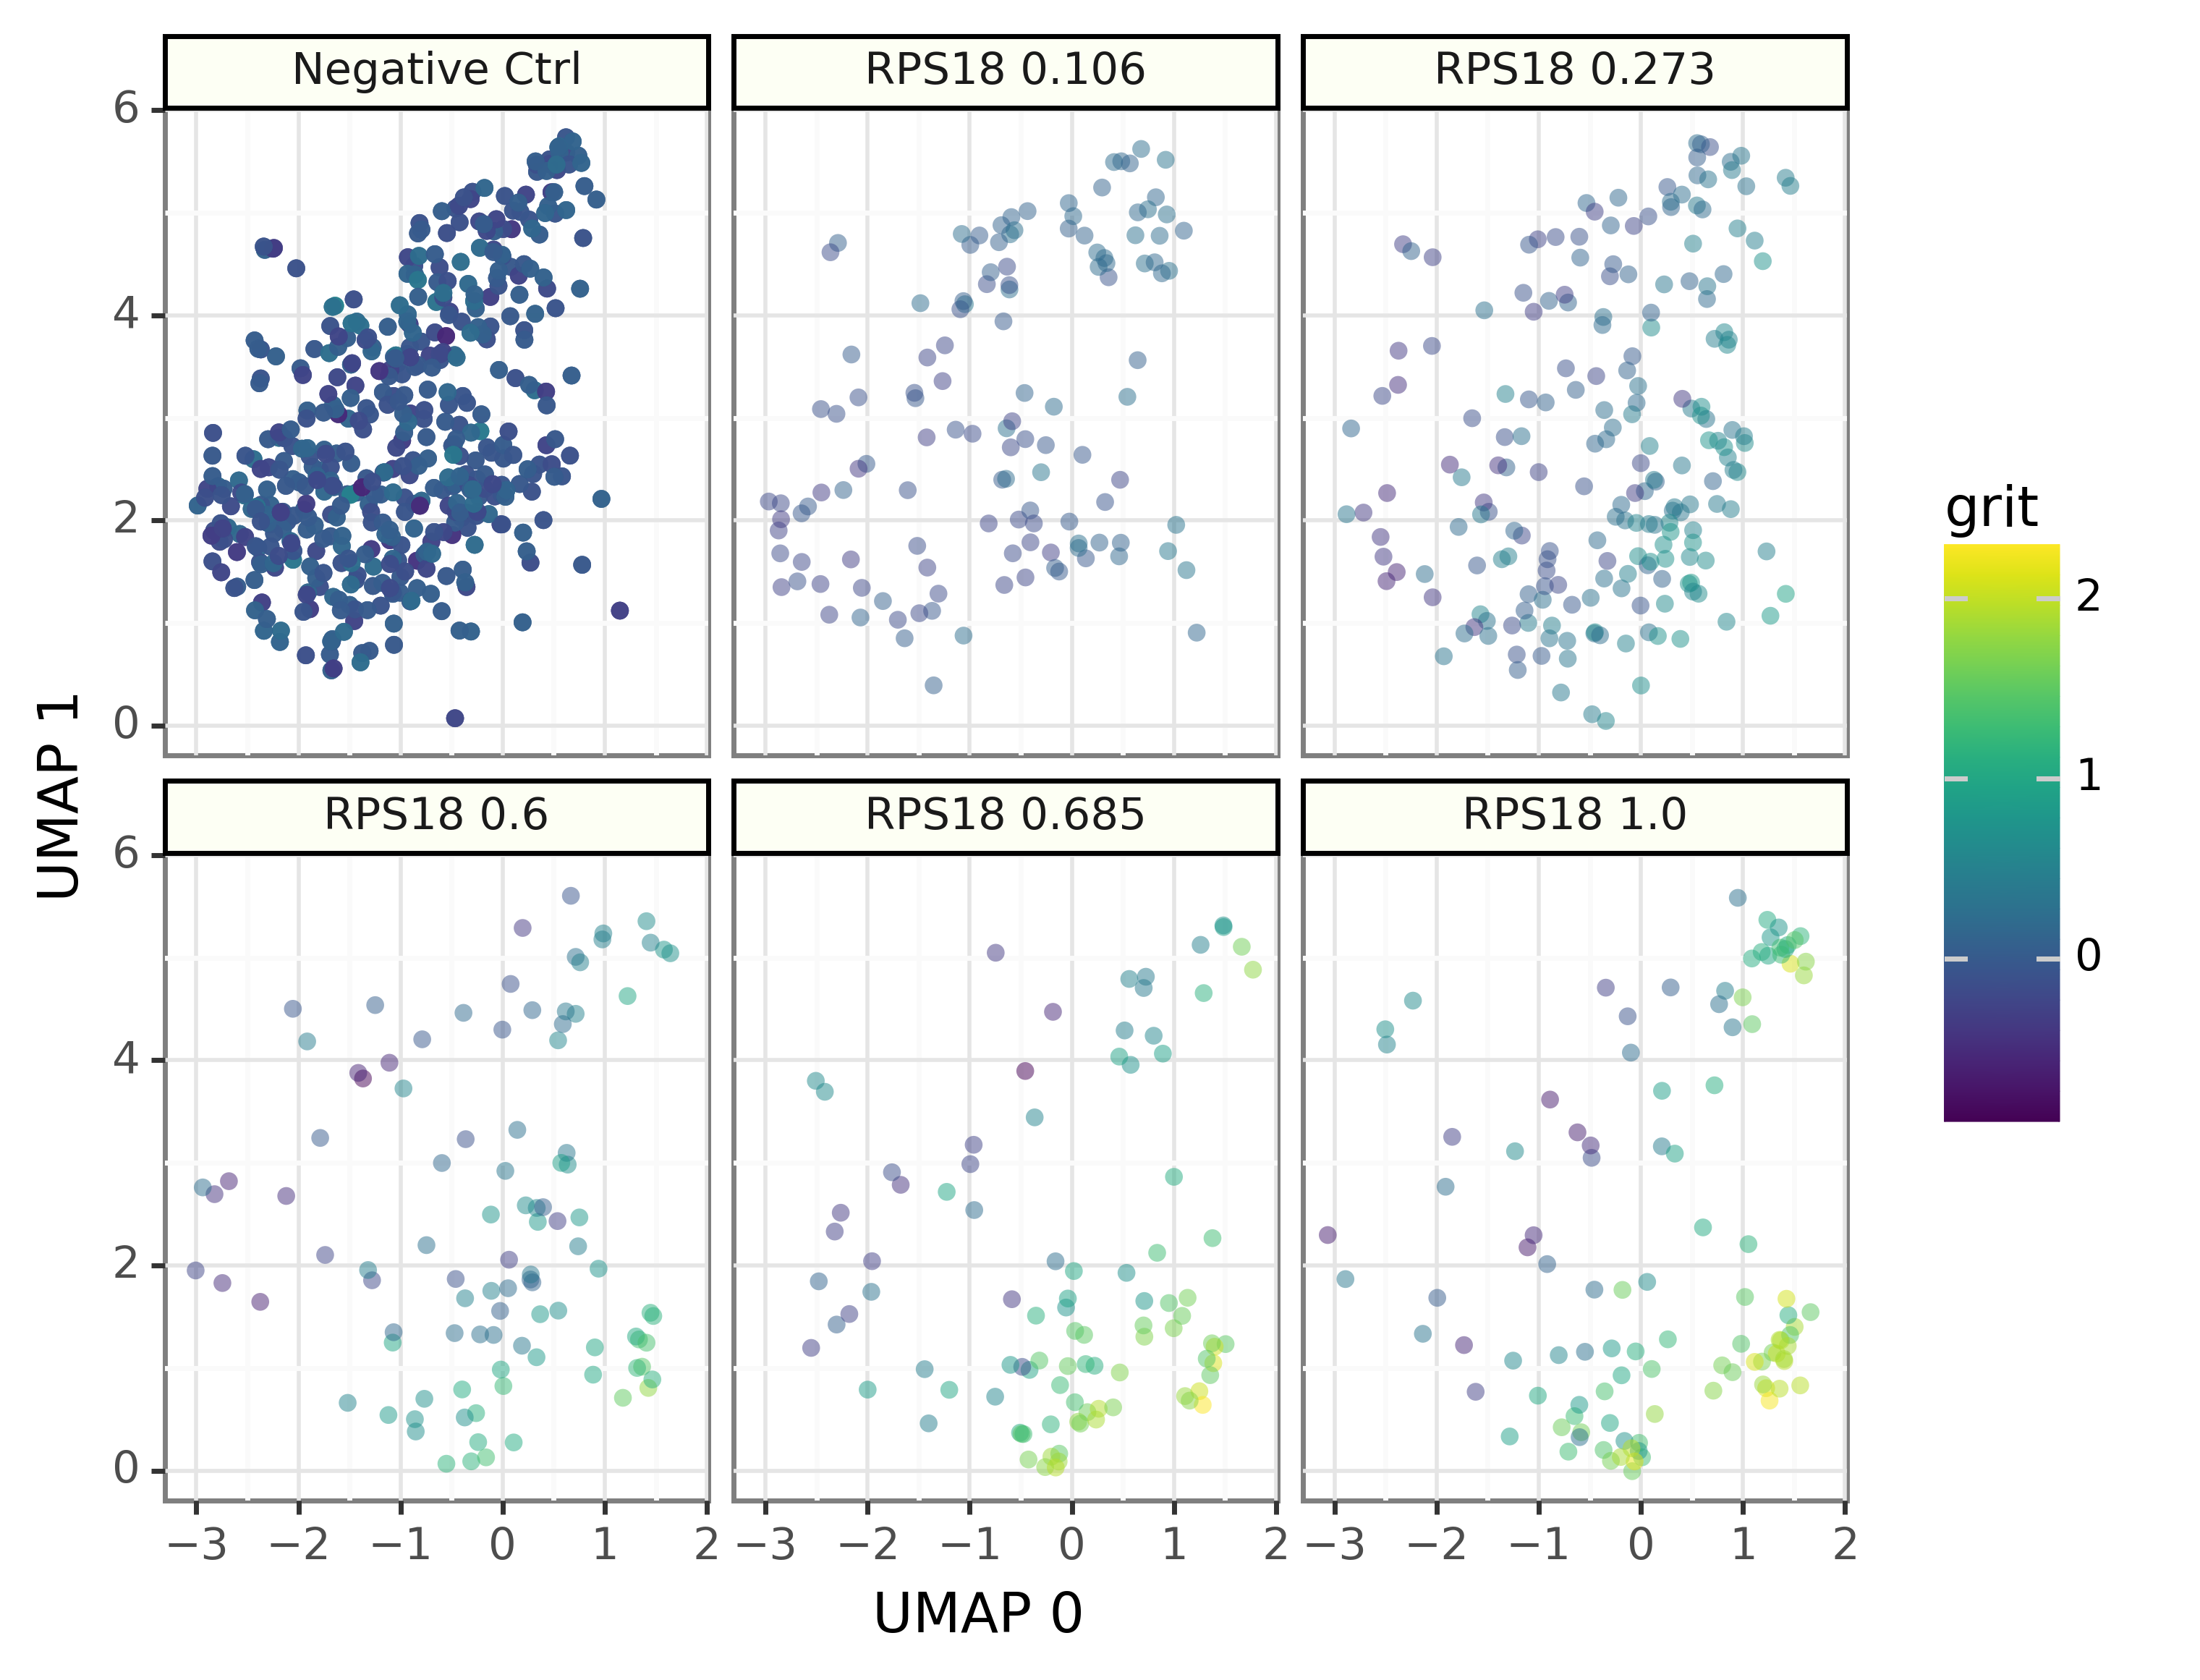 Negative Ctrl
RPS18 0.106
RPS18 0.273
6
4
2
0
RPS18 0.6
RPS18 0.685
RPS18 1.0
6
4
2
0
−3 −2 −1 0 1 2
−3 −2 −1 0 1 2
−3 −2 −1 0 1 2
UMAP 0
UMAP 1
grit
2
1
0